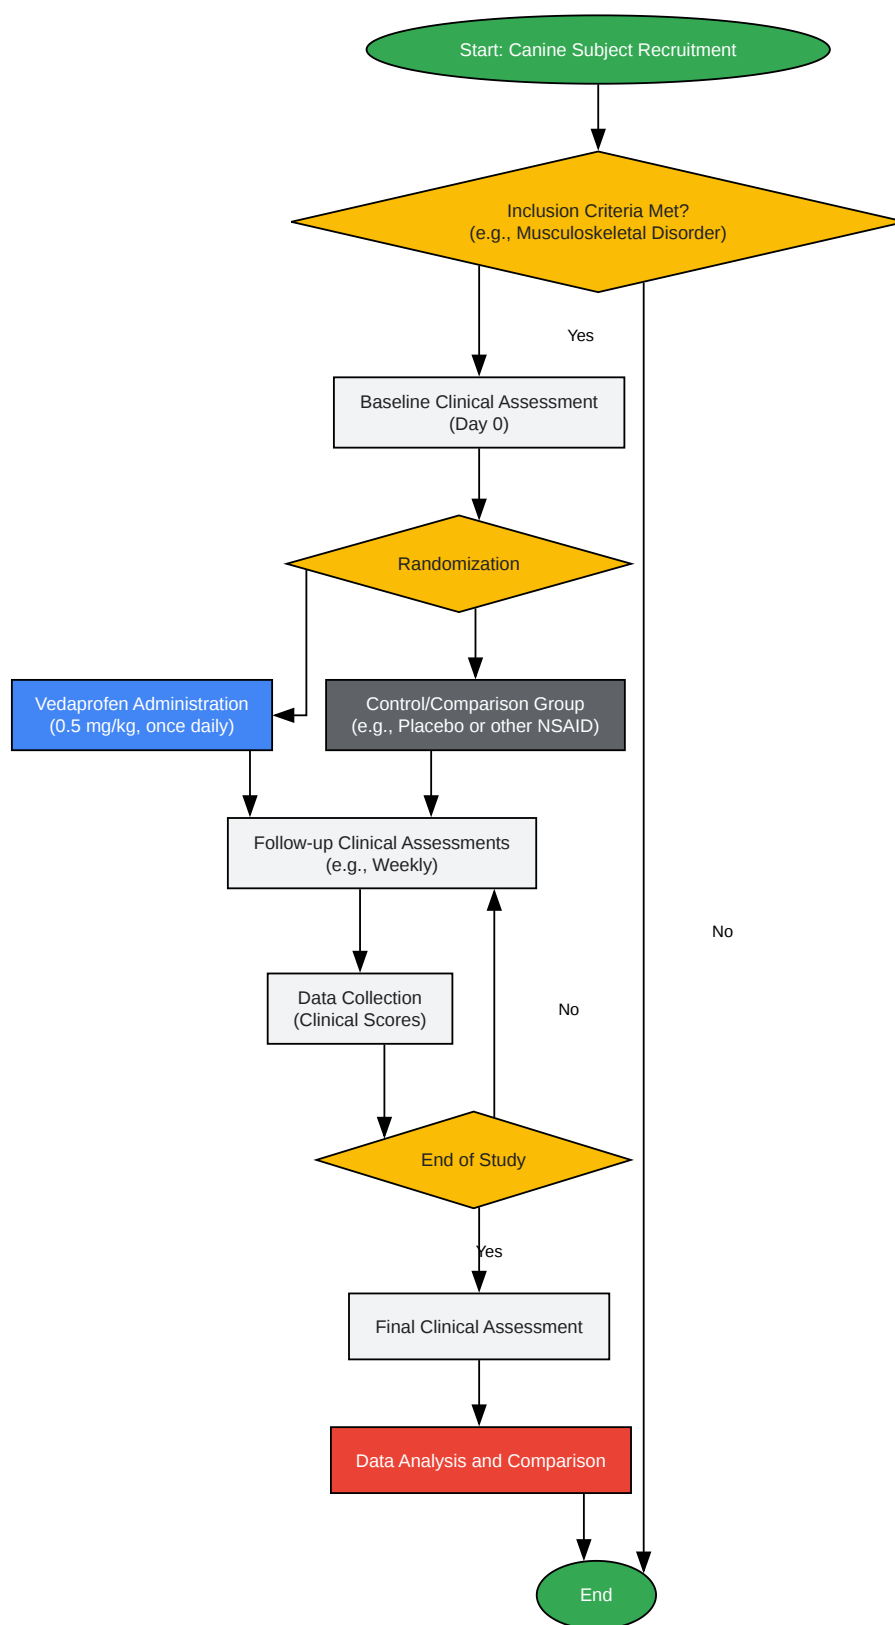 Start: Canine Subject Recruitment
Inclusion Criteria Met?
(e.g., Musculoskeletal Disorder)
Yes
Baseline Clinical Assessment
(Day 0)
Randomization
Vedaprofen Administration
(0.5 mg/kg, once daily)
Control/Comparison Group
(e.g., Placebo or other NSAID)
Follow-up Clinical Assessments
(e.g., Weekly)
No
Data Collection
(Clinical Scores)
No
End of Study
Yes
Final Clinical Assessment
Data Analysis and Comparison
End